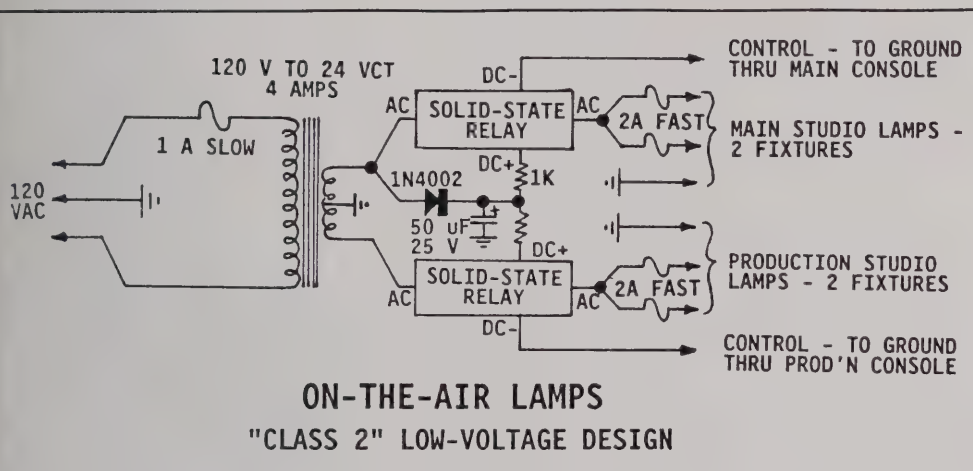 120 V TO 24 VCT
4 AMPS
1 A SLOW
120
VAC
DC-
AC
SOLID-STATE
RELAY
AC
2A FAST
DC+
1K
1N4002
+
50 uF
25 V
DC+
AC
SOLID-STATE
RELAY
AC
2A FAST
DC-
CONTROL - TO GROUND
THRU MAIN CONSOLE
MAIN STUDIO LAMPS -
2 FIXTURES
PRODUCTION STUDIO
LAMPS - 2 FIXTURES
CONTROL - TO GROUND
THRU PROD'N CONSOLE
ON-THE-AIR LAMPS
"CLASS 2" LOW-VOLTAGE DESIGN